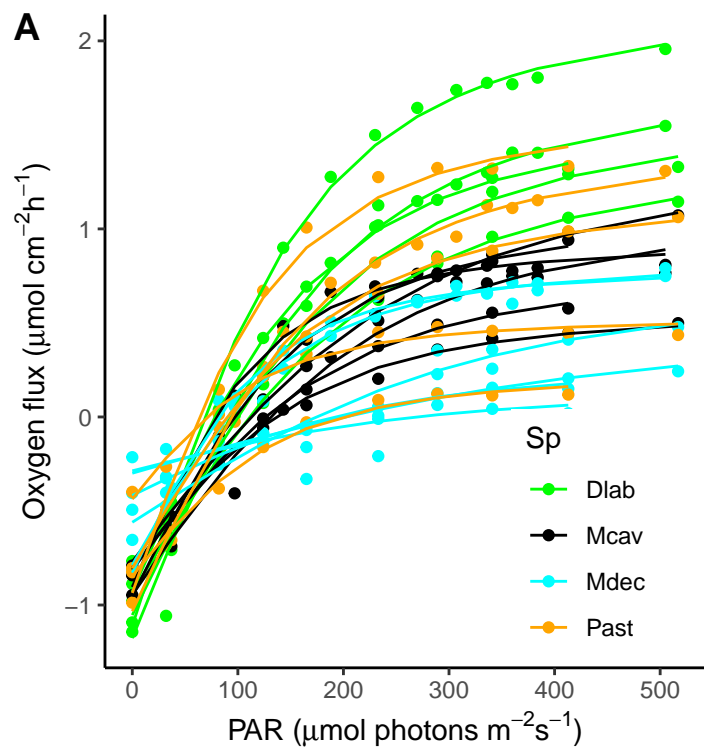 A
2
1
0
−1
Oxygen flux (μmol cm⁻²h⁻¹)
Sp
Dlab
Mcav
Mdec
Past
0 100 200 300 400 500
PAR (μmol photons m⁻²s⁻¹)